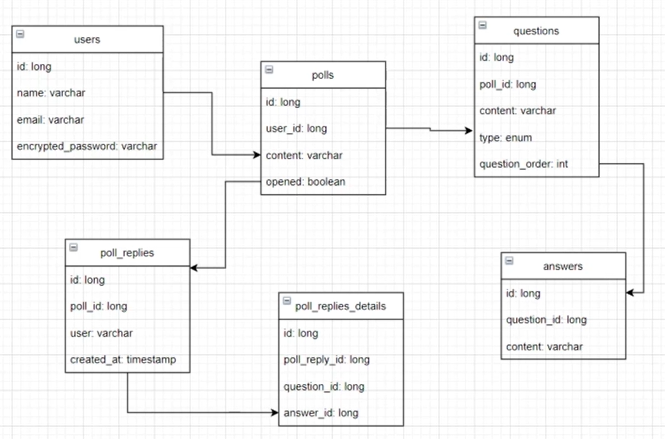 users
id: long
name: varchar
email: varchar
encrypted_password: varchar
polls
id: long
user_id: long
content: varchar
opened: boolean
questions
id: long
poll_id: long
content: varchar
type: enum
question_order: int
poll_replies
id: long
poll_id: long
user: varchar
created_at: timestamp
poll_replies_details
id: long
poll_reply_id: long
question_id: long
answer_id: long
answers
id: long
question_id: long
content: varchar